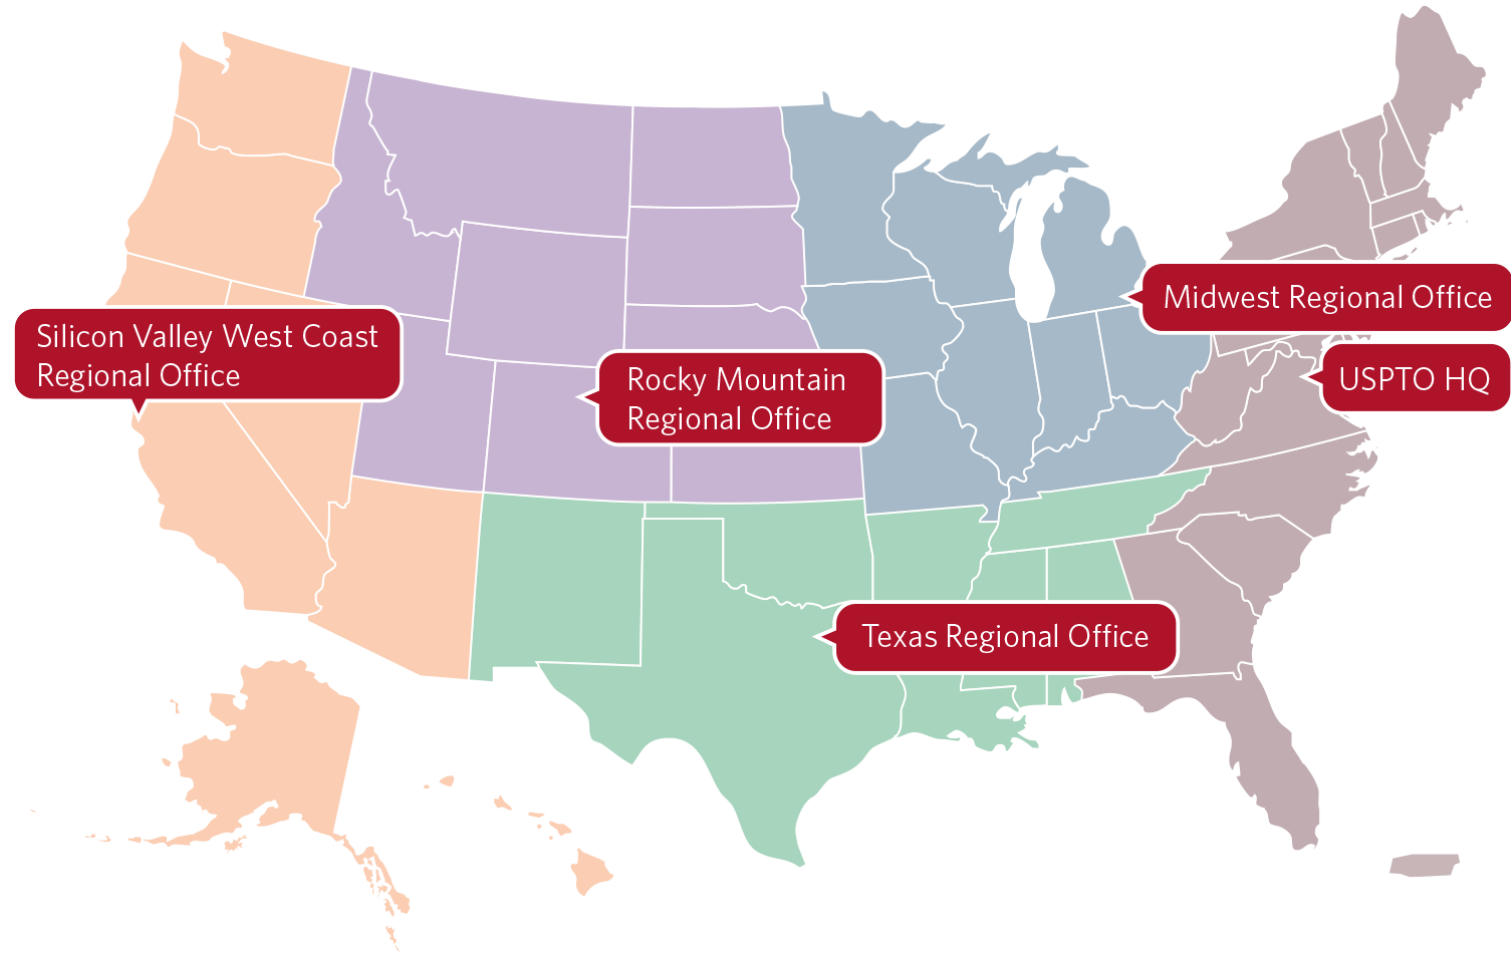 Midwest Regional Office
Silicon Valley West Coast
Regional Office
Rocky Mountain
Regional Office
USPTO HQ
Texas Regional Office